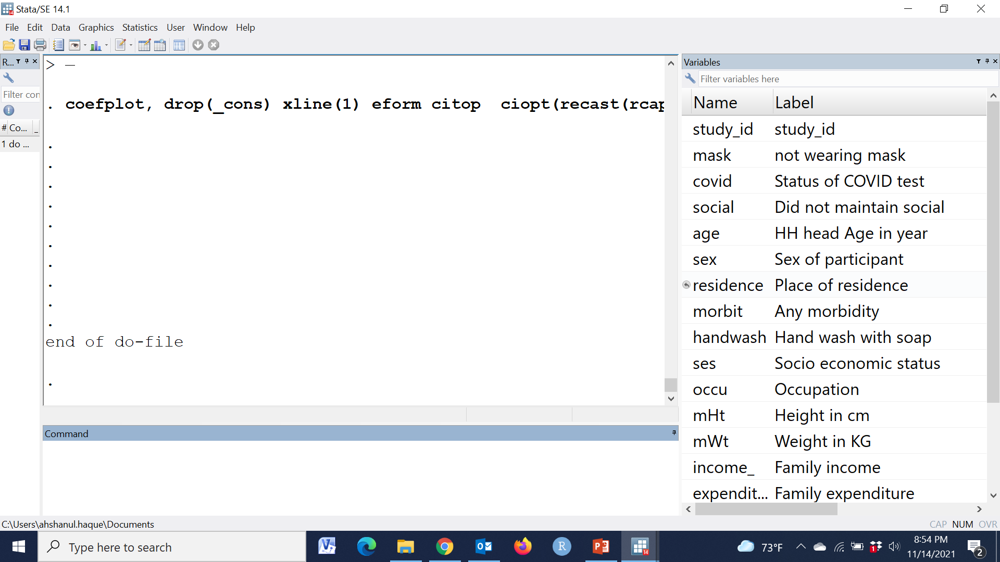 Stata/SE 14.1
File Edit Data Graphics Statistics User Window Help
R...
Filter con
# Co... _
1 do ...
> —
. coefplot, drop(_cons) xline(1) eform citop  ciopt(recast(rcap
.
.
.
.
.
.
.
.
.
.
end of do-file
.
Command
Variables
Filter variables here
Name Label
study_id study_id
mask not wearing mask
covid Status of COVID test
social Did not maintain social
age HH head Age in year
sex Sex of participant
residence Place of residence
morbit Any morbidity
handwash Hand wash with soap
ses Socio economic status
occu Occupation
mHt Height in cm
mWt Weight in KG
income_ Family income
expendit... Family expenditure
C:\Users\ahshanul.haque\Documents
CAP NUM OVR
Type here to search
73°F
8:54 PM
11/14/2021
2